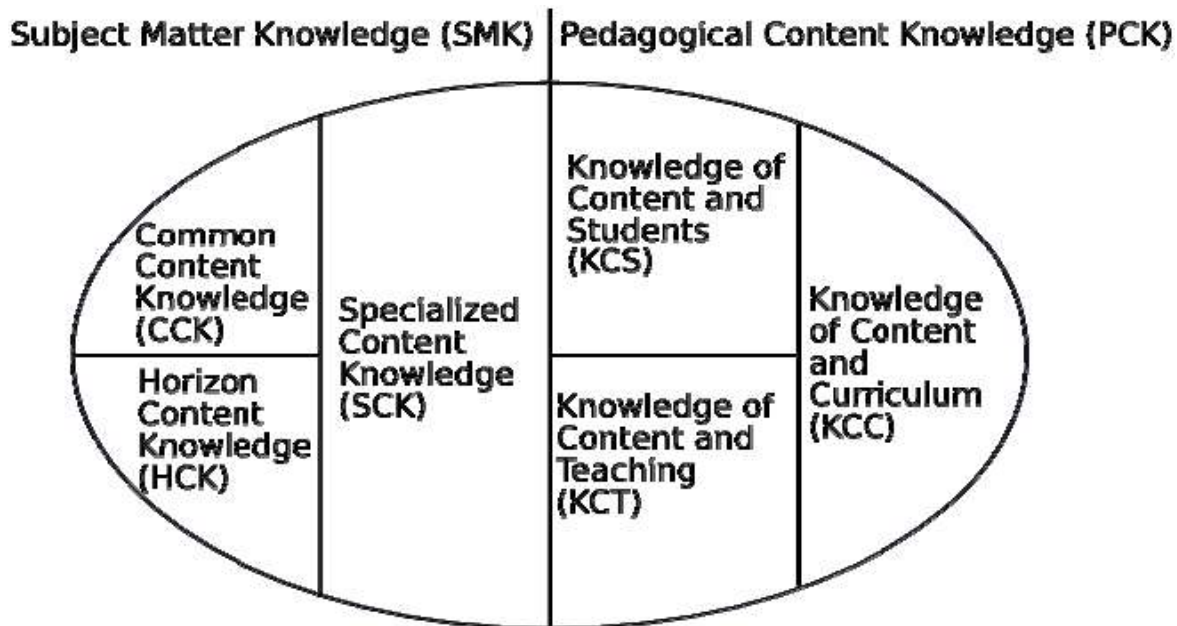 Subject Matter Knowledge (SMK)
Pedagogical Content Knowledge (PCK)
Common
Content
Knowledge
(CCK)
Horizon
Content
Knowledge
(HCK)
Specialized
Content
Knowledge
(SCK)
Knowledge of
Content and
Students
(KCS)
Knowledge of
Content and
Teaching
(KCT)
Knowledge
of Content
and
Curriculum
(KCC)